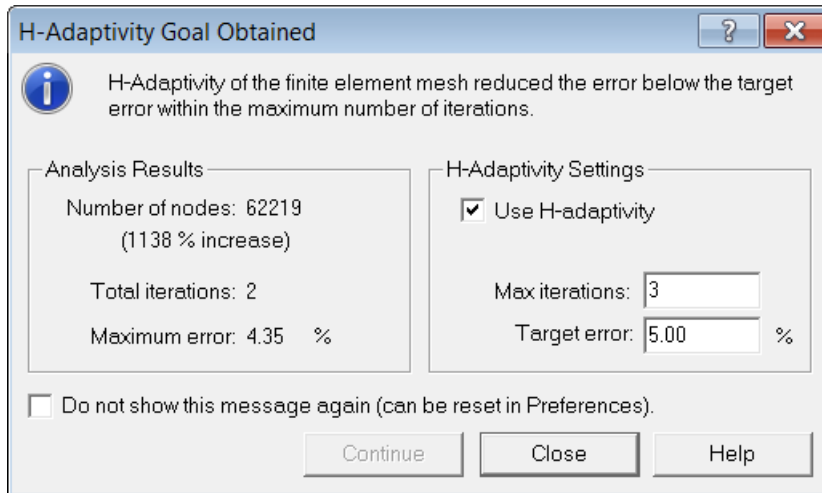 H-Adaptivity Goal Obtained
?
H-Adaptivity of the finite element mesh reduced the error below the target
error within the maximum number of iterations.
Analysis Results
Number of nodes: 62219
(1138 % increase)
Total iterations: 2
Maximum error: 4.35 %
H-Adaptivity Settings
Use H-adaptivity
Max iterations: 3
Target error: 5.00 %
Do not show this message again (can be reset in Preferences).
Continue
Close
Help